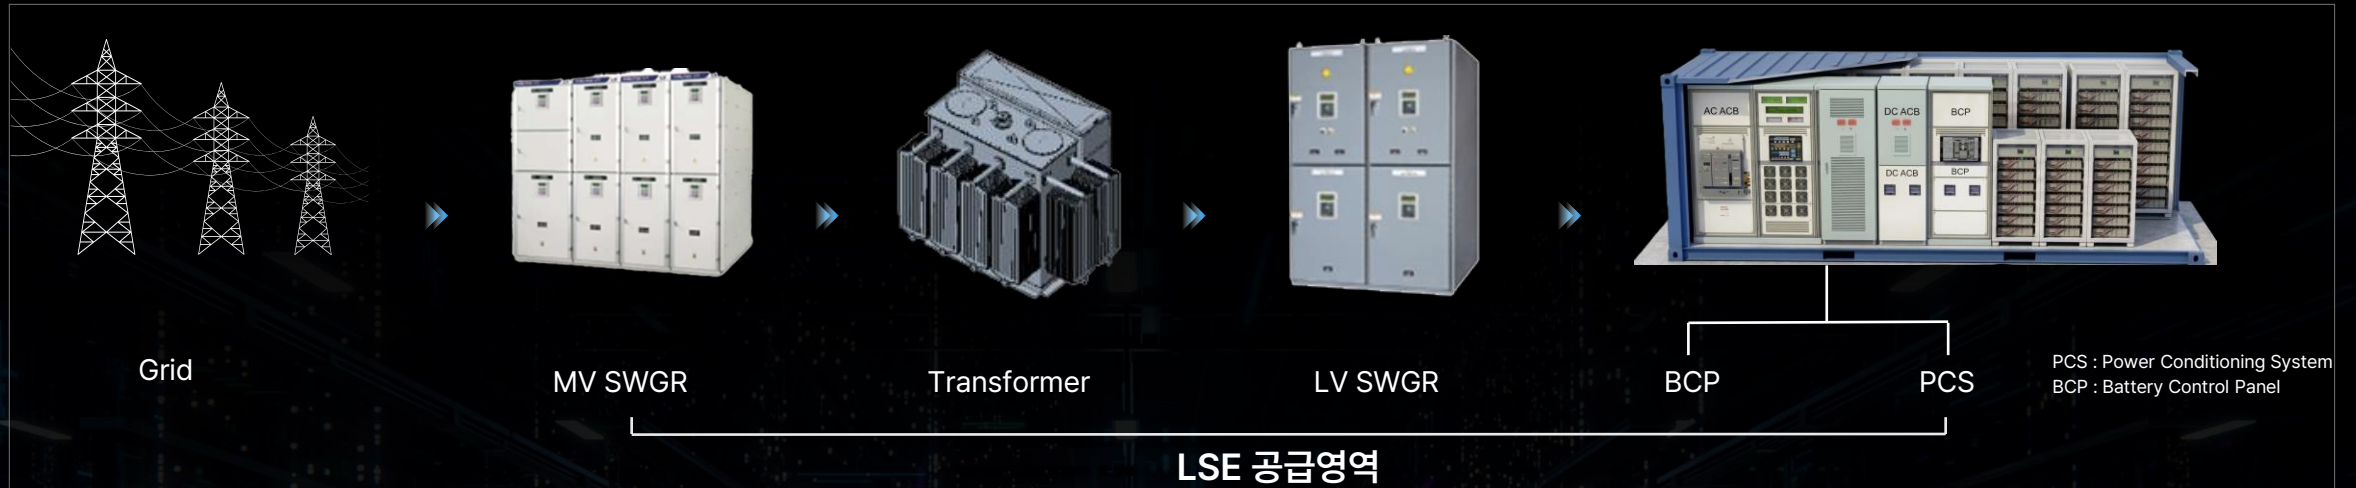 AC ACB
DC ACB
BCP
DC ACB
BCP
Grid
MV SWGR
Transformer
LV SWGR
BCP
PCS
PCS : Power Conditioning System
BCP : Battery Control Panel
LSE 공급영역